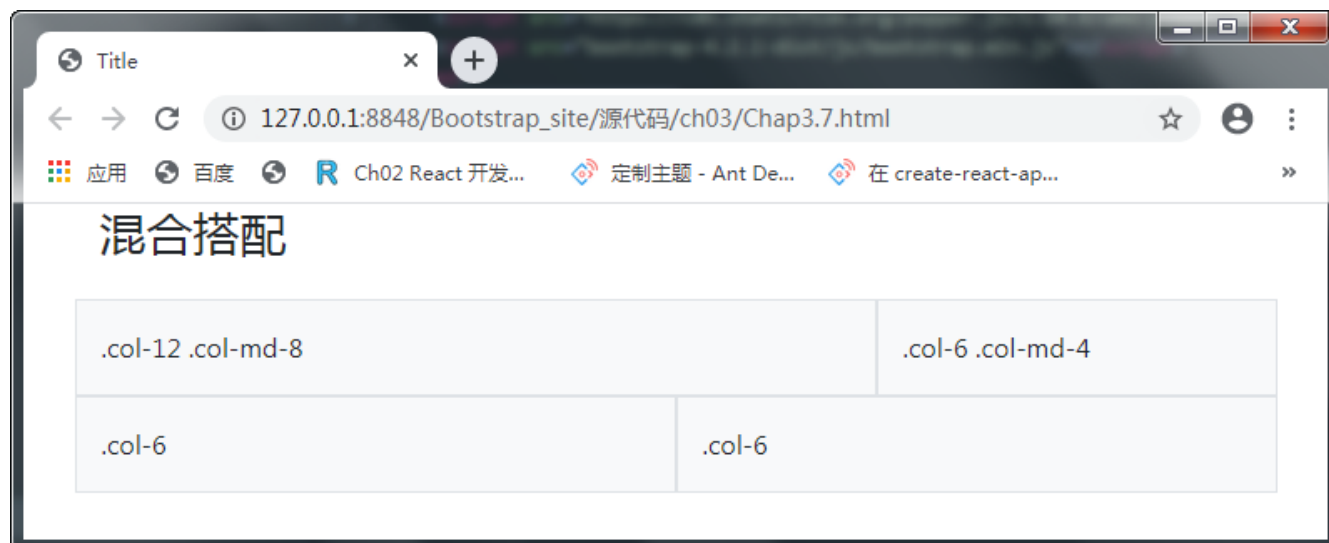 Title
127.0.0.1:8848/Bootstrap_site/源代码/ch03/Chap3.7.html
应用 百度 Ch02 React 开发... 定制主题 - Ant De... 在 create-react-ap... »
混合搭配
.col-12 .col-md-8 .col-6 .col-md-4
.col-6 .col-6